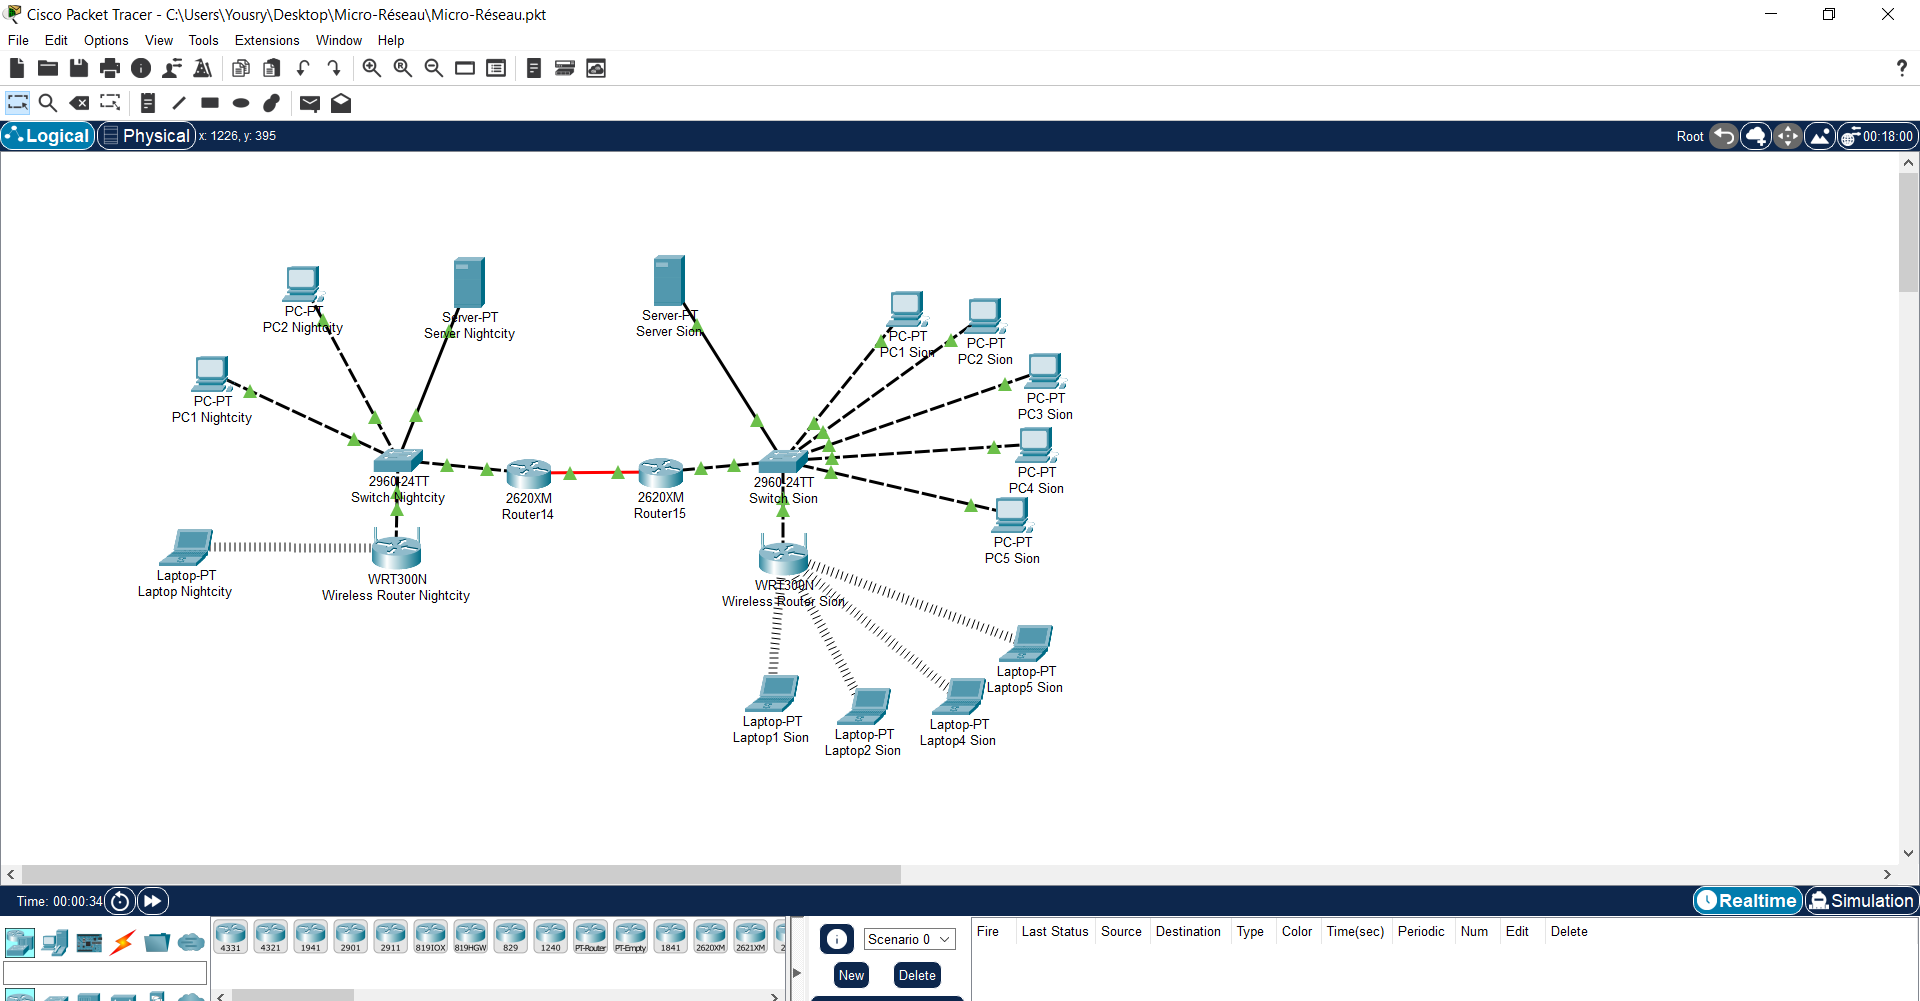 Cisco Packet Tracer - C:\Users\Yousry\Desktop\Micro-Réseau\Micro-Réseau.pkt
File Edit Options View Tools Extensions Window Help
?
Logical Physical x: 1226, y: 395 Root 00:18:00
PC-PT
PC2 Nightcity
Server-PT
Server Nightcity
Server-PT
Server Sion
PC-PT
PC1 Sion
PC-PT
PC2 Sion
PC-PT
PC1 Nightcity
PC-PT
PC3 Sion
2960-24TT
Switch Nightcity
2620XM
Router14
2620XM
Router15
2960-24TT
Switch Sion
PC-PT
PC4 Sion
PC-PT
PC5 Sion
Laptop-PT
Laptop Nightcity
WRT300N
Wireless Router Nightcity
WRT300N
Wireless Router Sion
Laptop-PT
Laptop5 Sion
Laptop-PT
Laptop1 Sion
Laptop-PT
Laptop2 Sion
Laptop-PT
Laptop4 Sion
Time: 00:00:34 Realtime Simulation
4331 4321 1941 2901 2911 819IOX 819HGW 829 1240 PT-Router PT-Empty 1841 2620XM 2621XM 2
Scenario 0
New Delete
Fire Last Status Source Destination Type Color Time(sec) Periodic Num Edit Delete